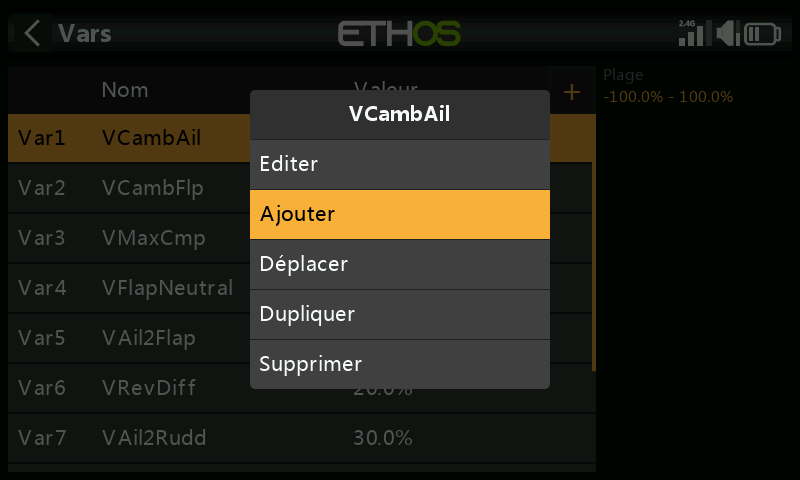 Vars
ETHOS
2.4G
Nom
Valeur
+
Plage
-100.0% - 100.0%
VCambAil
Editer
Ajouter
Déplacer
Dupliquer
Supprimer
Var1 VCambAil
Var2 VCambFlp
Var3 VMaxCmp
Var4 VFlapNeutral
Var5 VAil2Flap
Var6 VRevDiff 20.0%
Var7 VAil2Rudd 30.0%